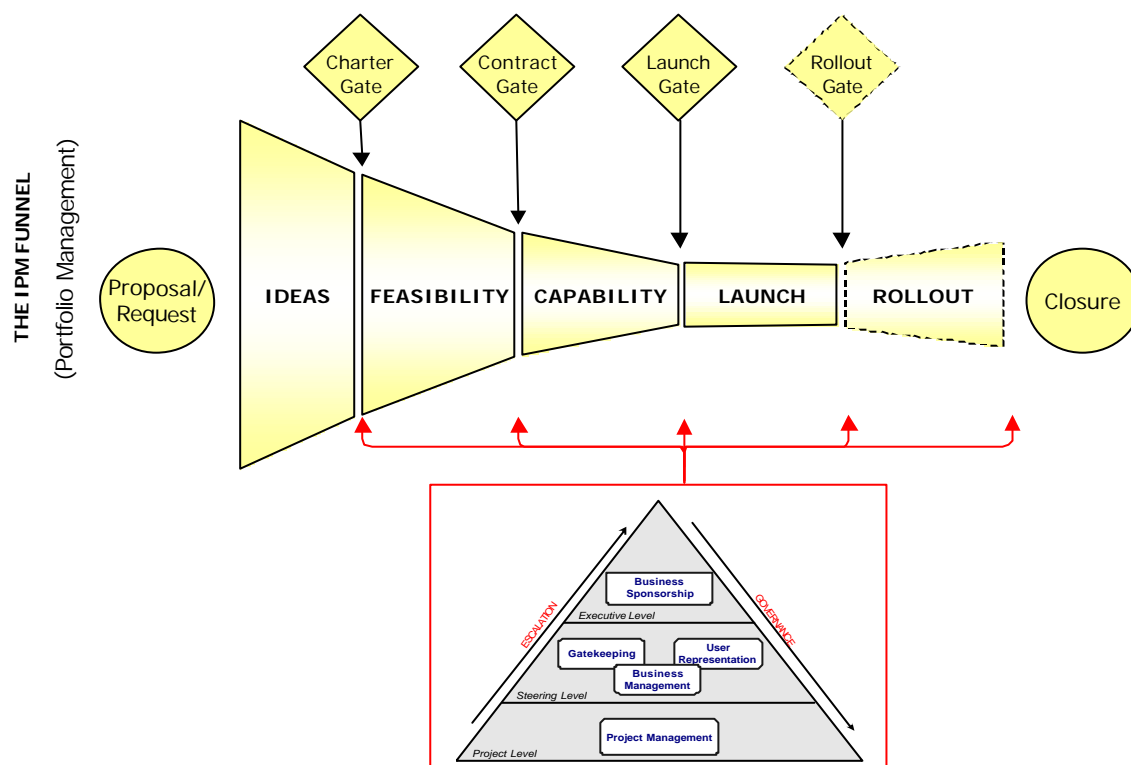 Charter
Gate
Contract
Gate
Launch
Gate
Rollout
Gate
THE IPM FUNNEL
(Portfolio Management)
Proposal/
Request
IDEAS
FEASIBILITY
CAPABILITY
LAUNCH
ROLLOUT
Closure
ESCALATION
GOVERNANCE
Business
Sponsorship
Executive Level
Gatekeeping
User
Representation
Business
Management
Steering Level
Project Management
Project Level